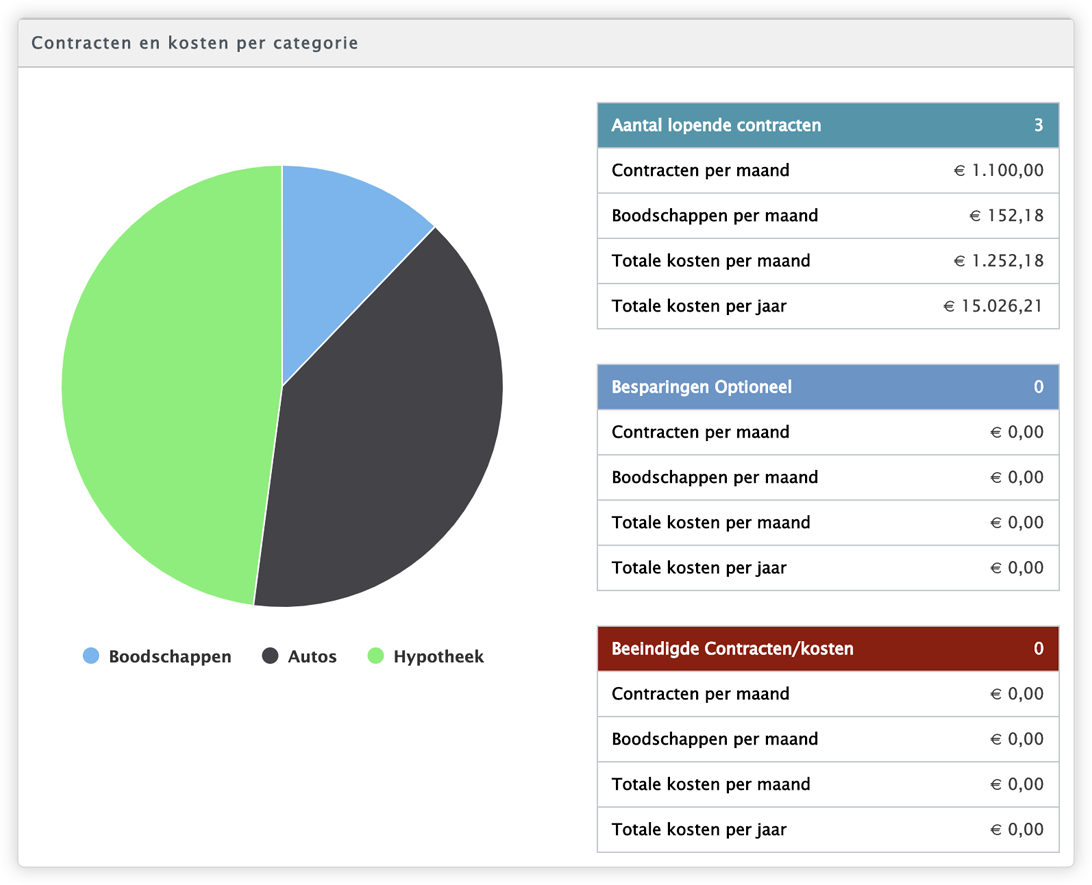 Contracten en kosten per categorie
Boodschappen Autos Hypotheek
Aantal lopende contracten 3
Contracten per maand € 1.100,00
Boodschappen per maand € 152,18
Totale kosten per maand € 1.252,18
Totale kosten per jaar € 15.026,21
Besparingen Optioneel 0
Contracten per maand € 0,00
Boodschappen per maand € 0,00
Totale kosten per maand € 0,00
Totale kosten per jaar € 0,00
Beeindigde Contracten/kosten 0
Contracten per maand € 0,00
Boodschappen per maand € 0,00
Totale kosten per maand € 0,00
Totale kosten per jaar € 0,00